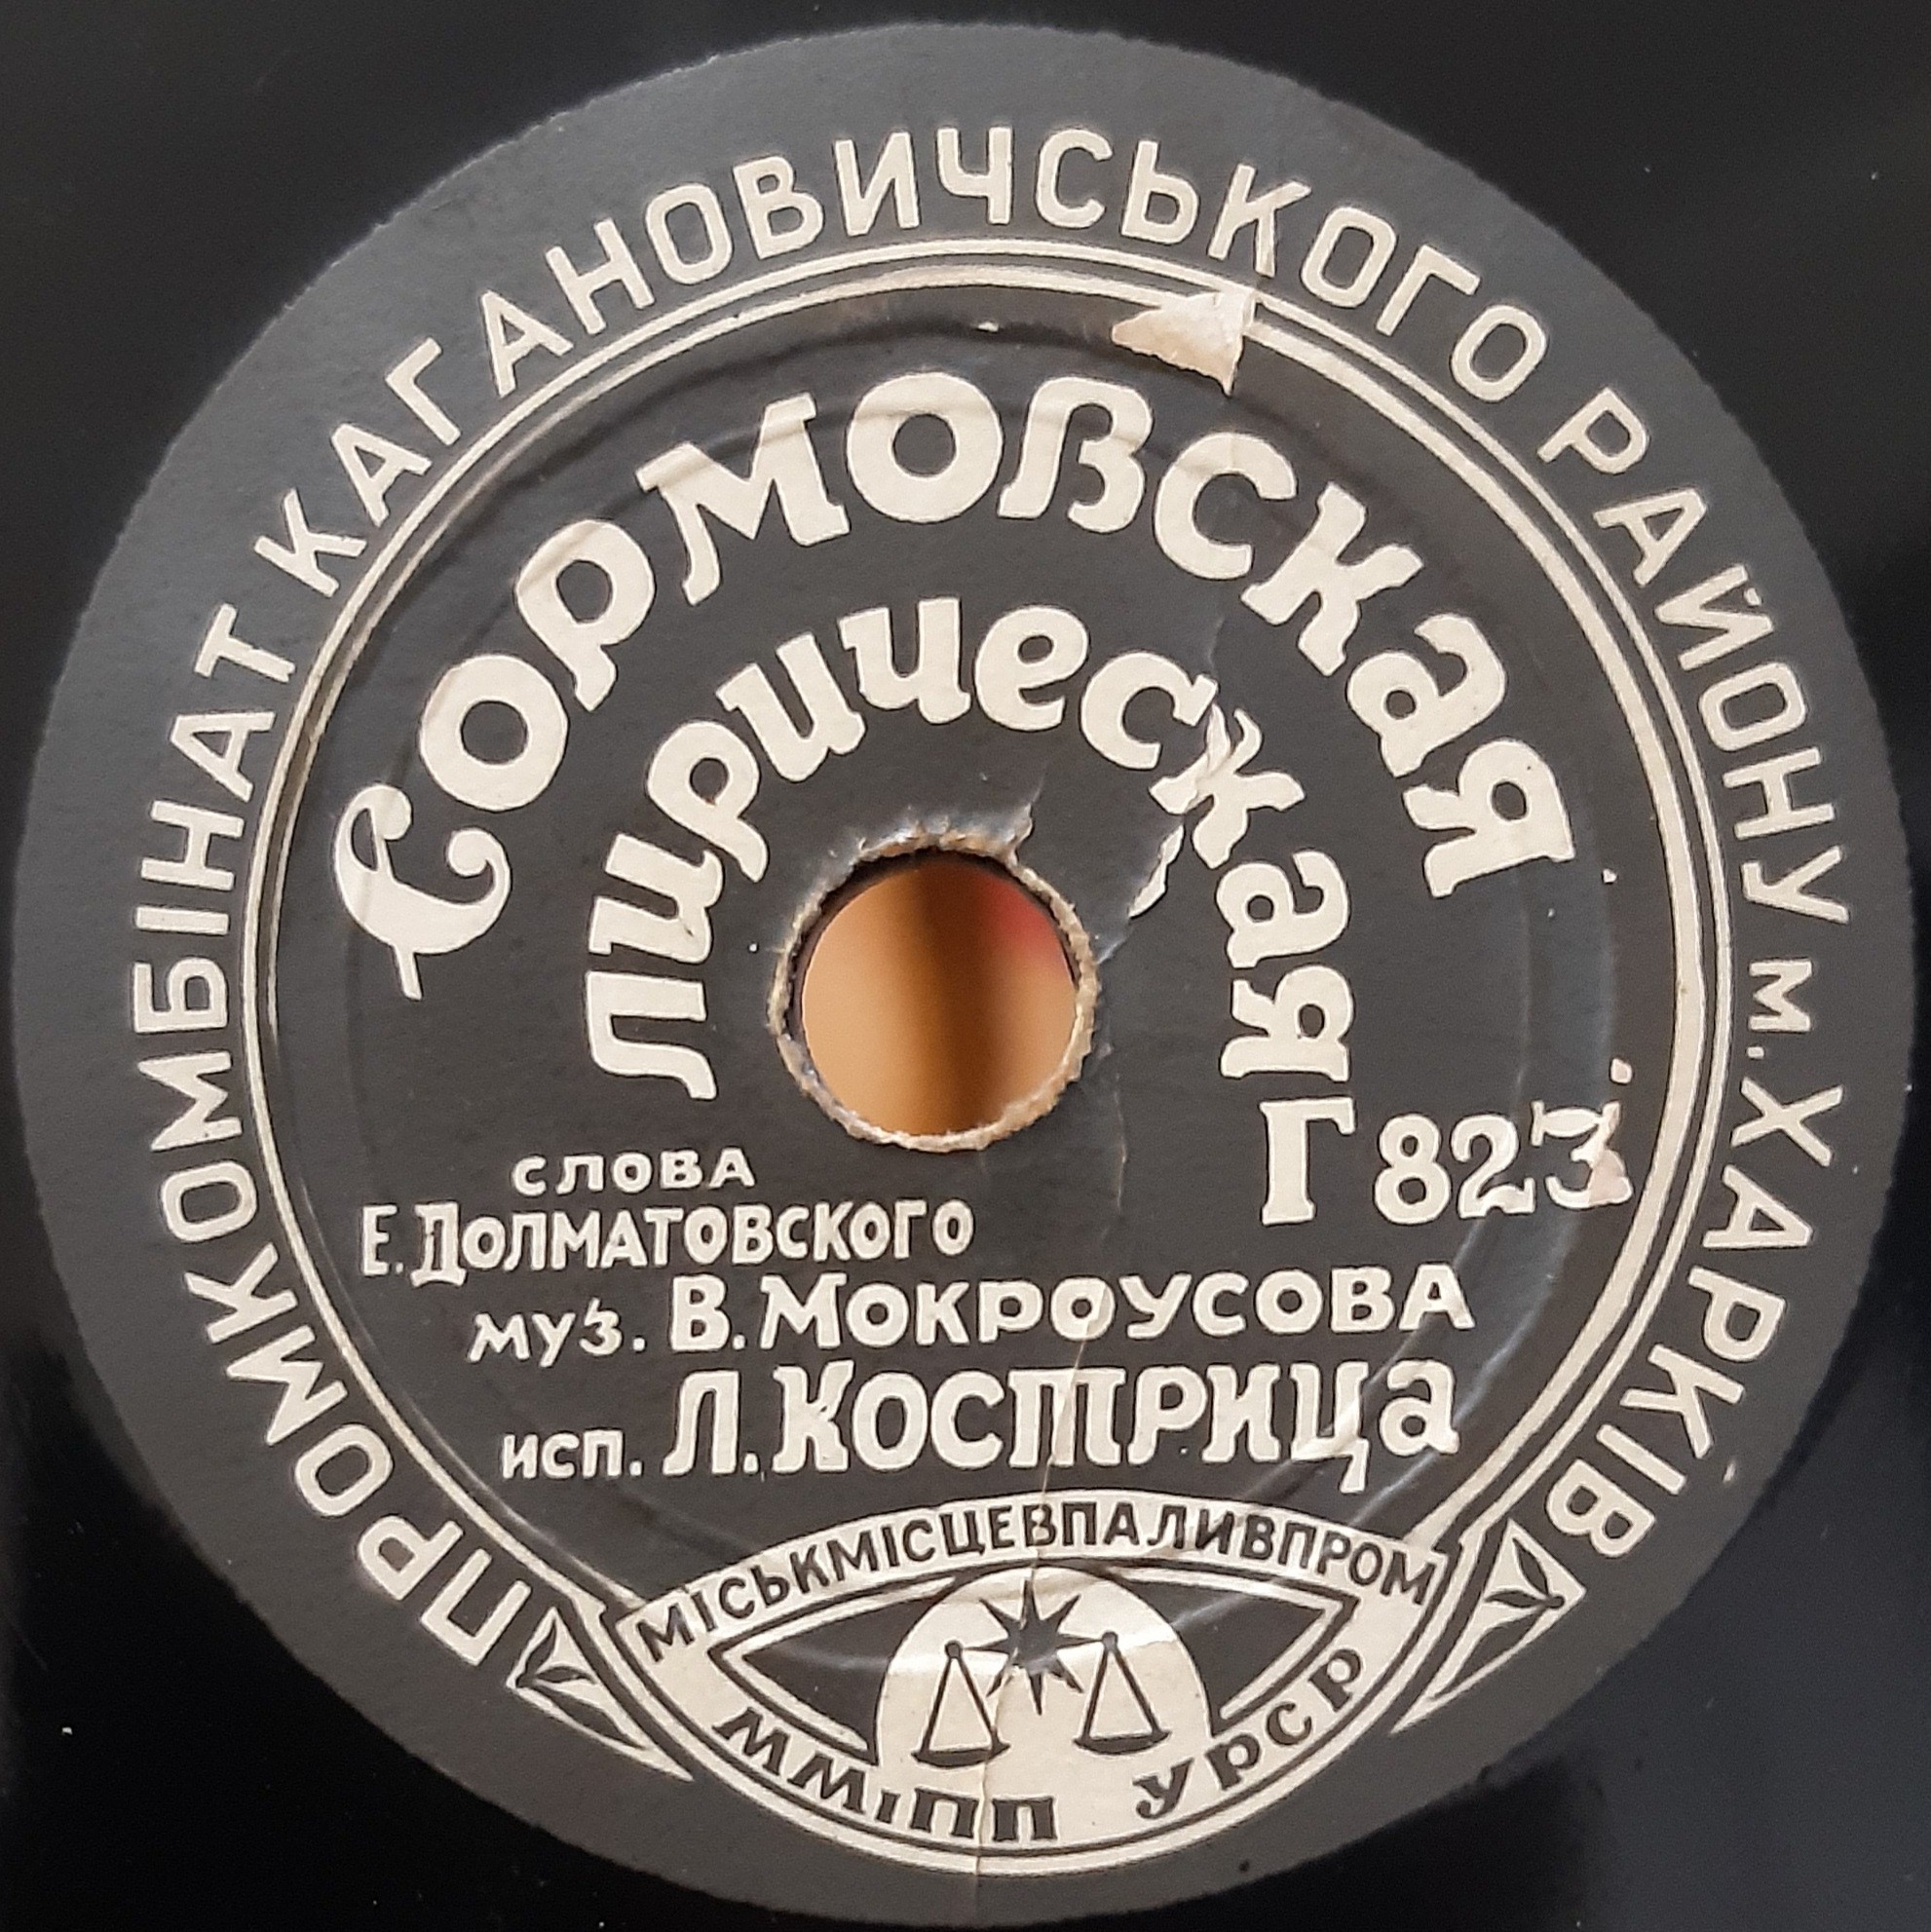 ПРОМКОМБІНАТ КАГАНОВИЧСЬКОГО РАЙОНУ м. ХАРКІВ
Сормовская
лирическая
Г 823
СЛОВА
Е. ДОЛМАТОВСКОГО
муз. В. МОКРОУСОВА
исп. Л. КОСТРИЦА
МІСЬКМІСЦЕВПАЛИВПРОМ
ММІПП УРСР